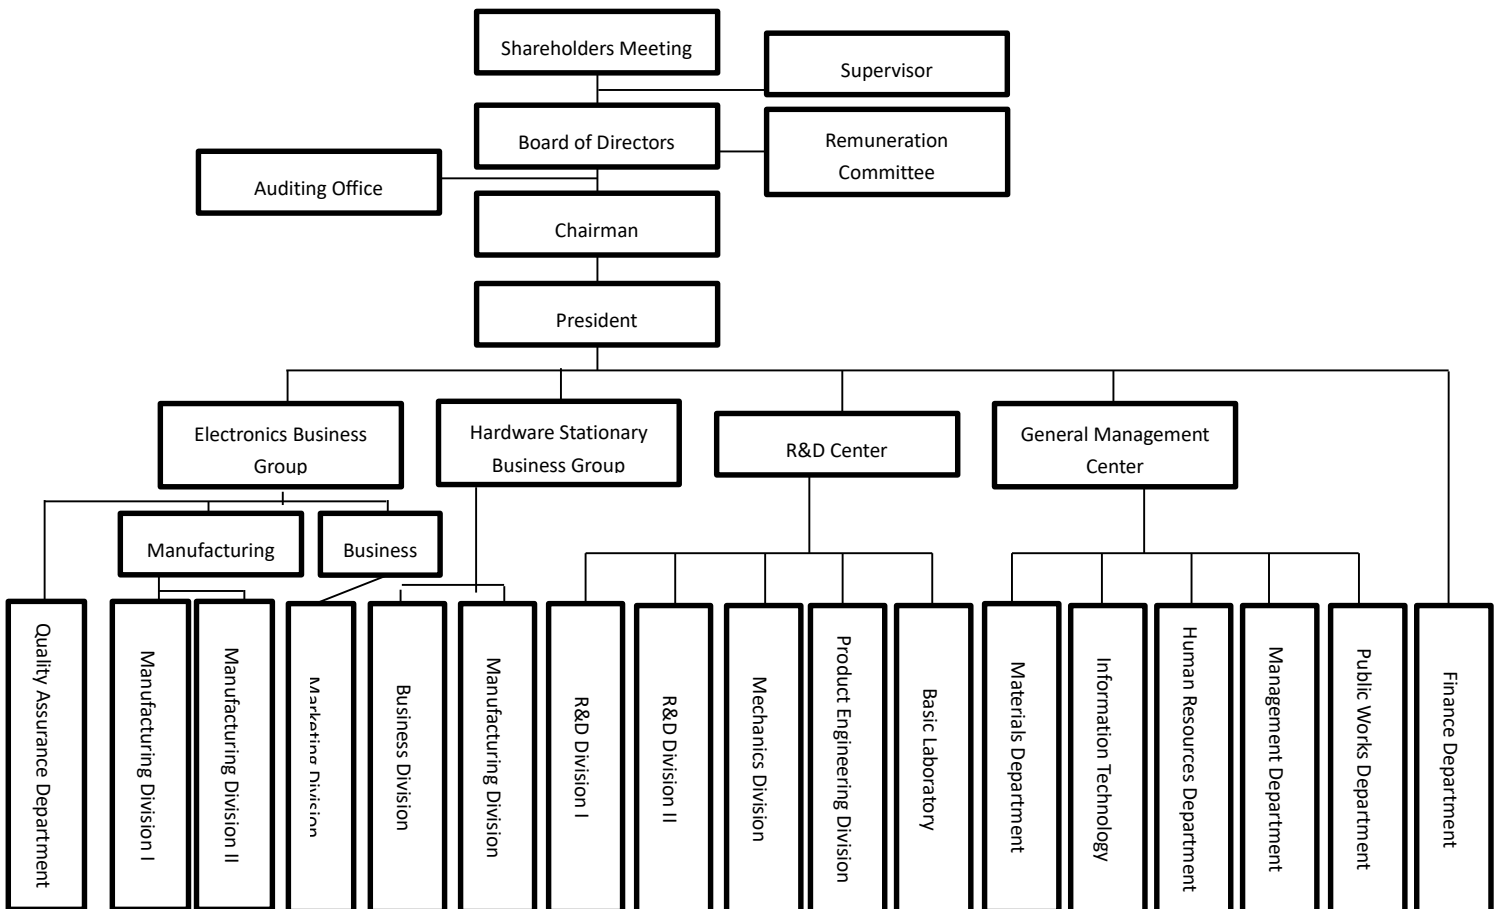 Shareholders Meeting
Supervisor
Board of Directors
Remuneration
Committee
Auditing Office
Chairman
President
Electronics Business
Group
Hardware Stationary
Business Group
R&D Center
General Management
Center
Manufacturing
Business
Quality Assurance Department
Manufacturing Division I
Manufacturing Division II
Marketing Division
Business Division
Manufacturing Division
R&D Division I
R&D Division II
Mechanics Division
Product Engineering Division
Basic Laboratory
Materials Department
Information Technology
Human Resources Department
Management Department
Public Works Department
Finance Department